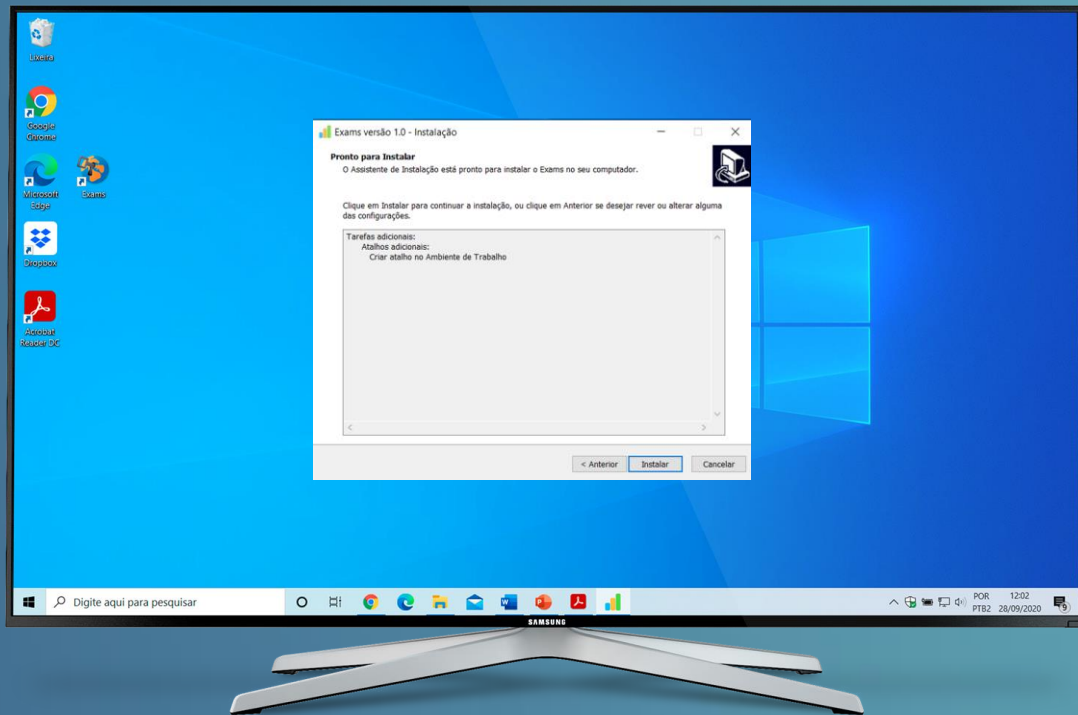 Lixeira
Google
Chrome
Microsoft
Edge
Exams
Dropbox
Acrobat
Reader DC
Exams versão 1.0 - Instalação
Pronto para Instalar
O Assistente de Instalação está pronto para instalar o Exams no seu computador.
Clique em Instalar para continuar a instalação, ou clique em Anterior se desejar rever ou alterar alguma
das configurações.
Tarefas adicionais:
Atalhos adicionais:
Criar atalho no Ambiente de Trabalho
< Anterior
Instalar
Cancelar
Digite aqui para pesquisar
POR
PTB2
12:02
28/09/2020
9
SAMSUNG